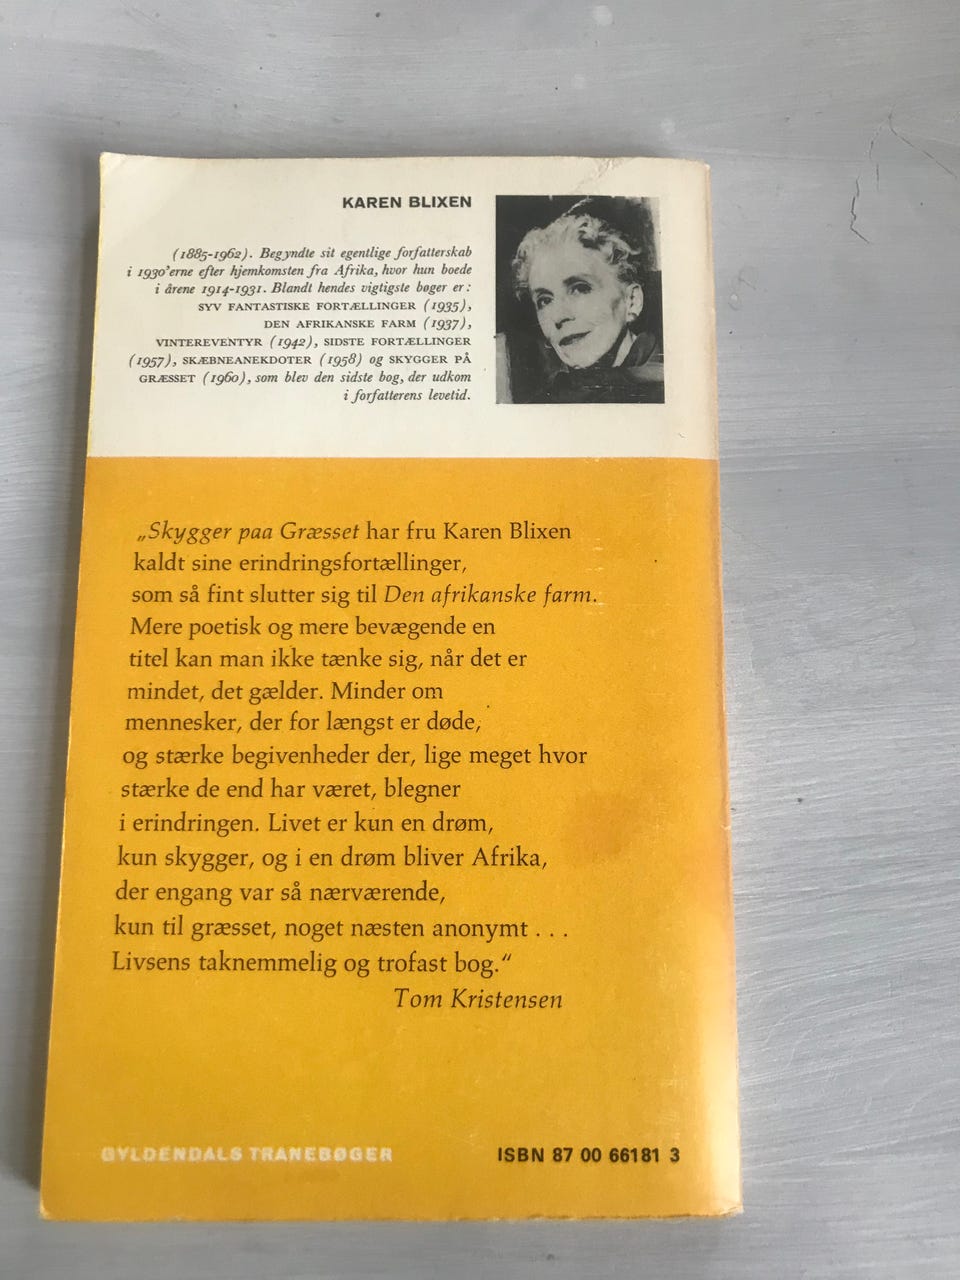 KAREN BLIXEN
(1885-1962). Begyndte sit egentlige forfatterskab
i 1930'erne efter hjemkomsten fra Afrika, hvor hun boede
i årene 1914-1931. Blandt hendes vigtigste bøger er:
SYV FANTASTISKE FORTÆLLINGER (1935),
DEN AFRIKANSKE FARM (1937),
VINTEREVENTYR (1942), SIDSTE FORTÆLLINGER
(1957), SKÆBNEANEKDOTER (1958) og SKYGGER PÅ
GRÆSSET (1960), som blev den sidste bog, der udkom
i forfatterens levetid.
„Skygger paa Græsset har fru Karen Blixen
kaldt sine erindringsfortællinger,
som så fint slutter sig til Den afrikanske farm.
Mere poetisk og mere bevægende en
titel kan man ikke tænke sig, når det er
mindet, det gælder. Minder om
mennesker, der for længst er døde,
og stærke begivenheder der, lige meget hvor
stærke de end har været, blegner
i erindringen. Livet er kun en drøm,
kun skygger, og i en drøm bliver Afrika,
der engang var så nærværende,
kun til græsset, noget næsten anonymt . . .
Livsens taknemmelig og trofast bog.“
Tom Kristensen
GYLDENDALS TRANEBØGER
ISBN 87 00 66181 3